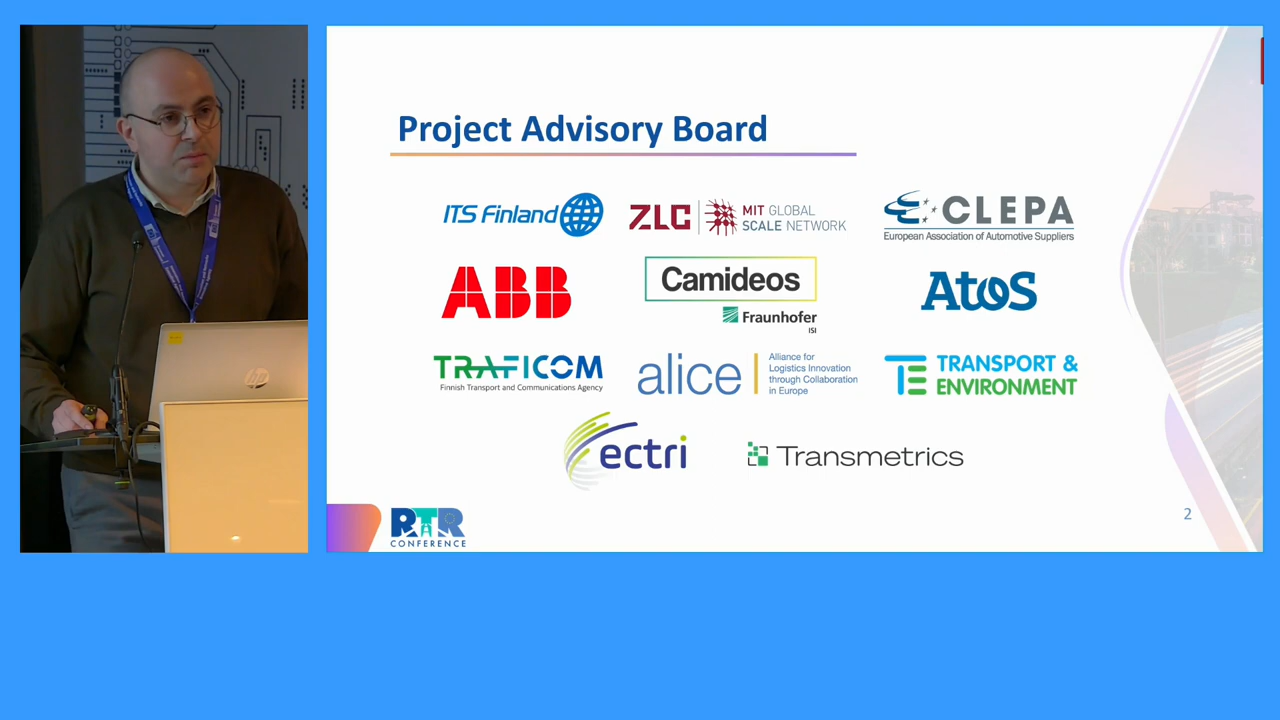 Project Advisory Board
ITS Finland
ZLC
MIT GLOBAL
SCALE NETWORK
CLEPA
European Association of Automotive Suppliers
ABB
Camideos
Fraunhofer
ISI
Atos
TRAFICOM
Finnish Transport and Communications Agency
alice
Alliance for
Logistics Innovation
through Collaboration
in Europe
TE
TRANSPORT &
ENVIRONMENT
ectri
Transmetrics
RTR
CONFERENCE
2
hp